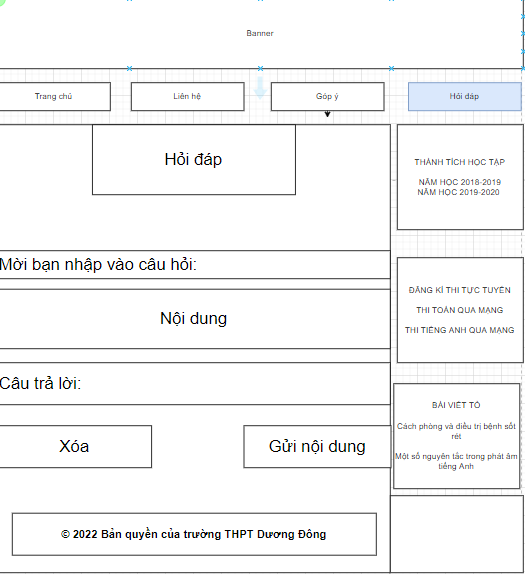 Banner
Trang chủ
Liên hệ
Góp ý
Hỏi đáp
Hỏi đáp
THÀNH TÍCH HỌC TẬP
NĂM HỌC 2018-2019
NĂM HỌC 2019-2020
Mời bạn nhập vào câu hỏi:
Nội dung
ĐĂNG KÍ THI TỰC TUYẾN
THI TOÁN QUA MẠNG
THI TIẾNG ANH QUA MẠNG
Câu trả lời:
Xóa
Gửi nội dung
BÀI VIẾT TÔ
Cách phòng và điều trị bệnh sốt
rét
Một số nguyên tắc trong phát âm
tiếng Anh
© 2022 Bản quyền của trường THPT Dương Đông